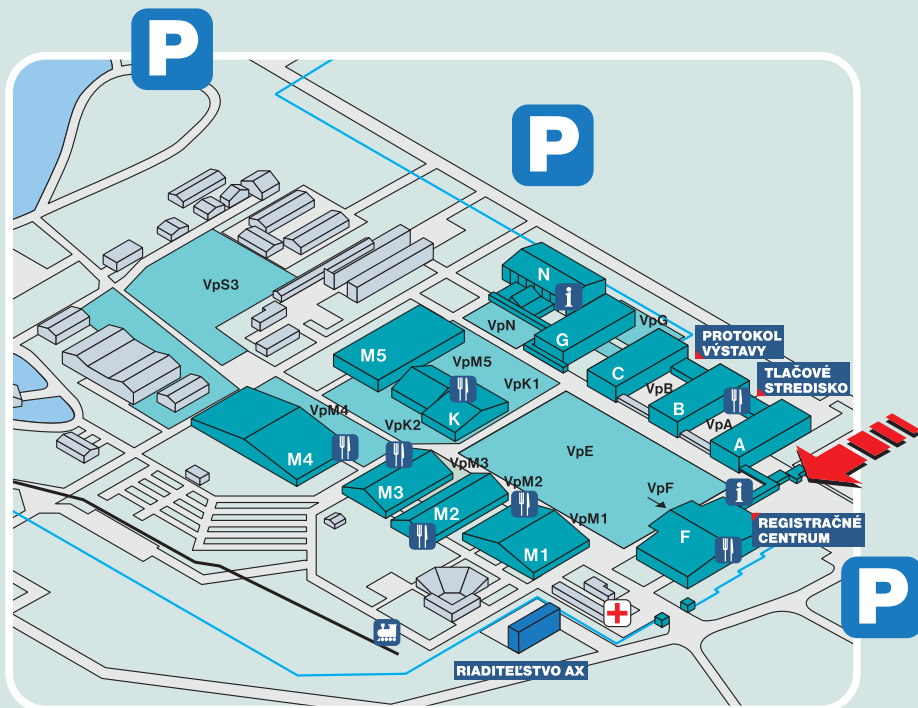 P
P
N
VpS3
VpN
VpG
G
PROTOKOL
VÝSTAVY
M5
VpM5
C
TLAČOVÉ
STREDISKO
VpK1
VpB
VpM4
K
B
VpK2
VpA
A
VpE
M4
VpM3
M3
VpM2
VpF
M2
VpM1
F
REGISTRAČNÉ
CENTRUM
M1
P
RIADITEĽSTVO AX